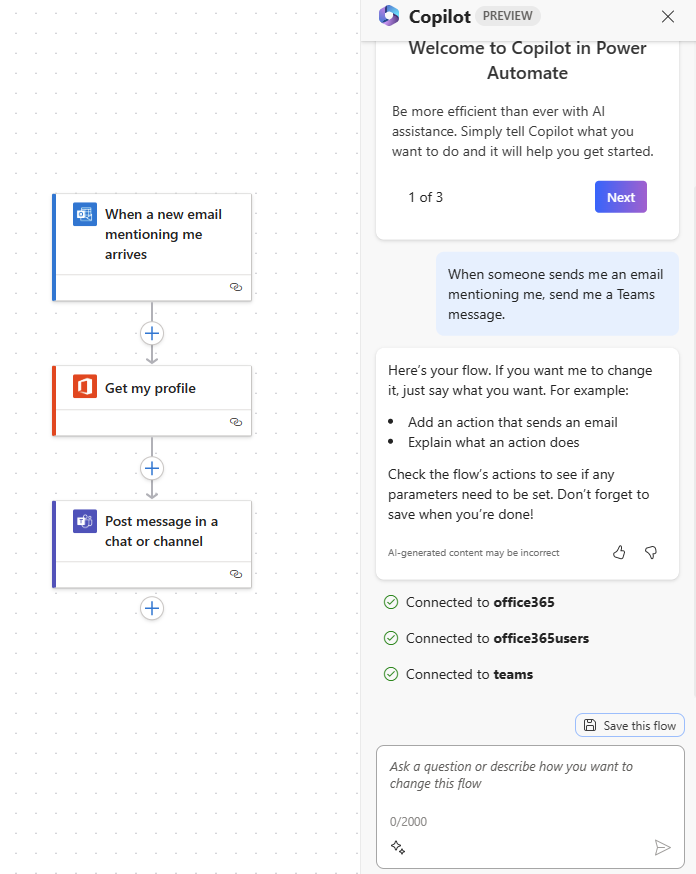 When a new email
mentioning me
arrives
Get my profile
Post message in a
chat or channel
Copilot PREVIEW
Welcome to Copilot in Power
Automate
Be more efficient than ever with AI
assistance. Simply tell Copilot what you
want to do and it will help you get started.
1 of 3
Next
When someone sends me an email
mentioning me, send me a Teams
message.
Here's your flow. If you want me to change
it, just say what you want. For example:
• Add an action that sends an email
• Explain what an action does
Check the flow's actions to see if any
parameters need to be set. Don't forget to
save when you're done!
AI-generated content may be incorrect
Connected to office365
Connected to office365users
Connected to teams
Save this flow
Ask a question or describe how you want to
change this flow
0/2000